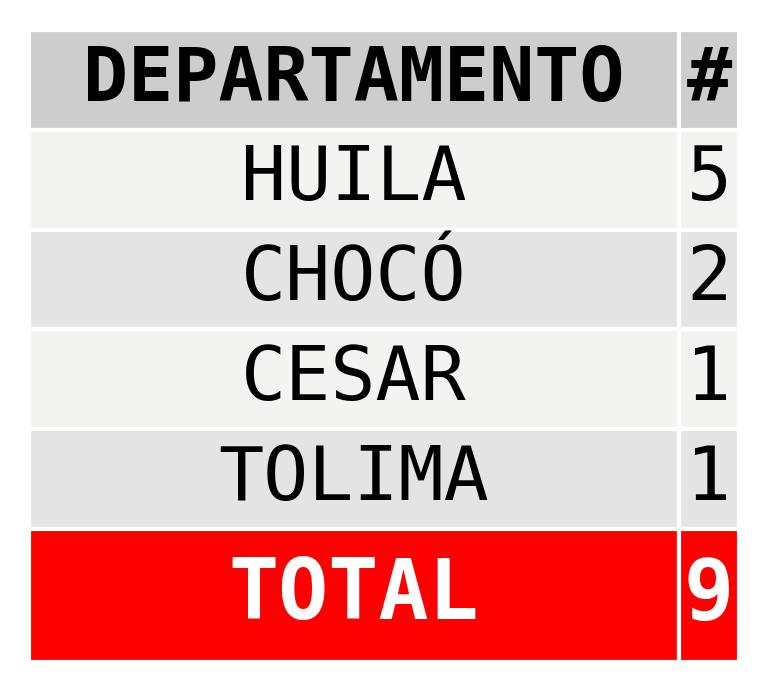 DEPARTAMENTO #
HUILA 5
CHOCÓ 2
CESAR 1
TOLIMA 1
TOTAL 9